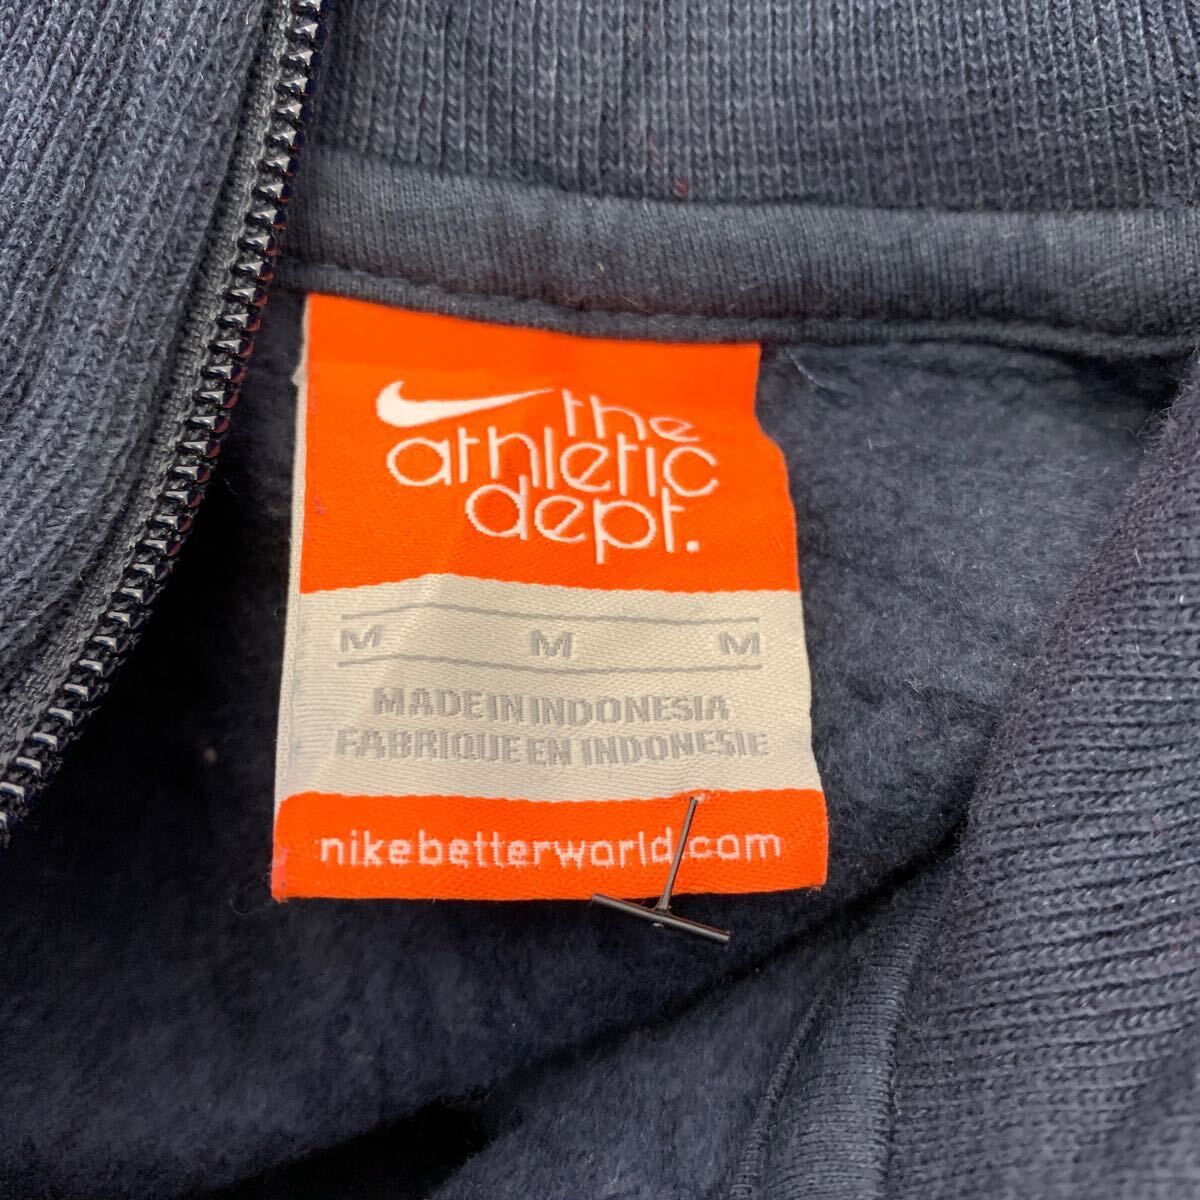 the
athletic
dept.
M M M
MADE IN INDONESIA
FABRIQUE EN INDONESIE
nikebetterworld.com